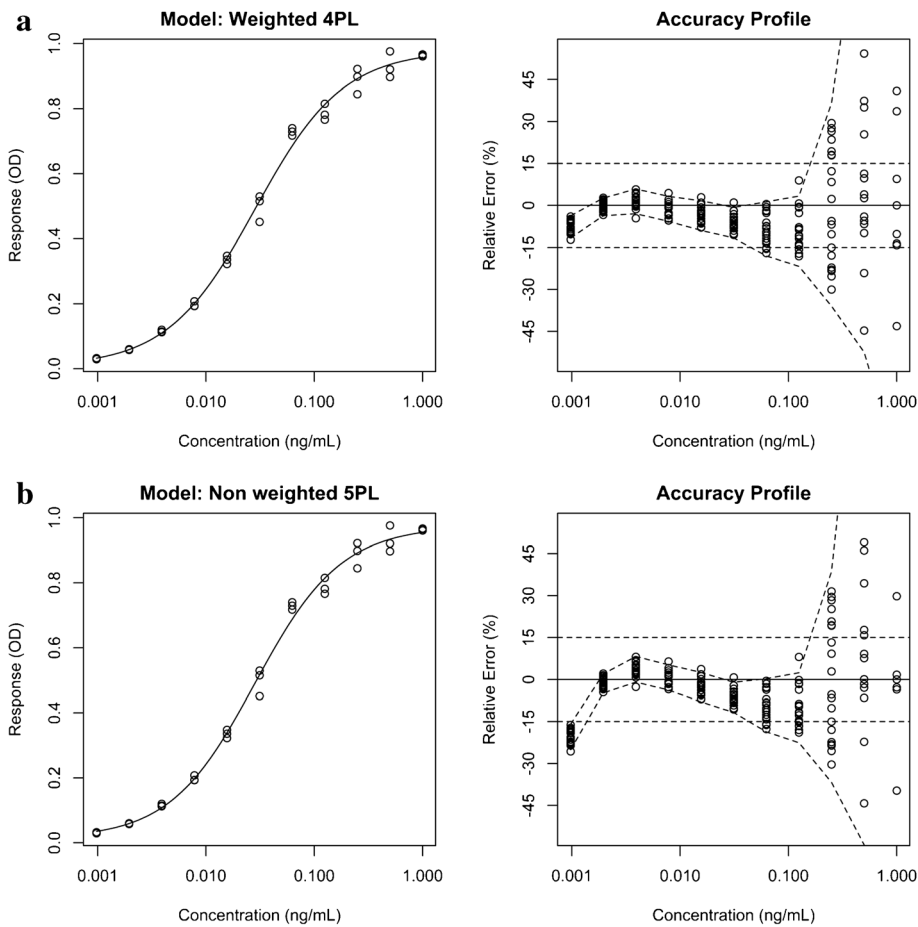 a
Model: Weighted 4PL
Accuracy Profile
Response (OD)
0.0 0.2 0.4 0.6 0.8 1.0
0.001 0.010 0.100 1.000
Concentration (ng/mL)
Relative Error (%)
-45 -30 -15 0 15 30 45
0.001 0.010 0.100 1.000
Concentration (ng/mL)
b
Model: Non weighted 5PL
Accuracy Profile
Response (OD)
0.0 0.2 0.4 0.6 0.8 1.0
0.001 0.010 0.100 1.000
Concentration (ng/mL)
Relative Error (%)
-45 -30 -15 0 15 30 45
0.001 0.010 0.100 1.000
Concentration (ng/mL)